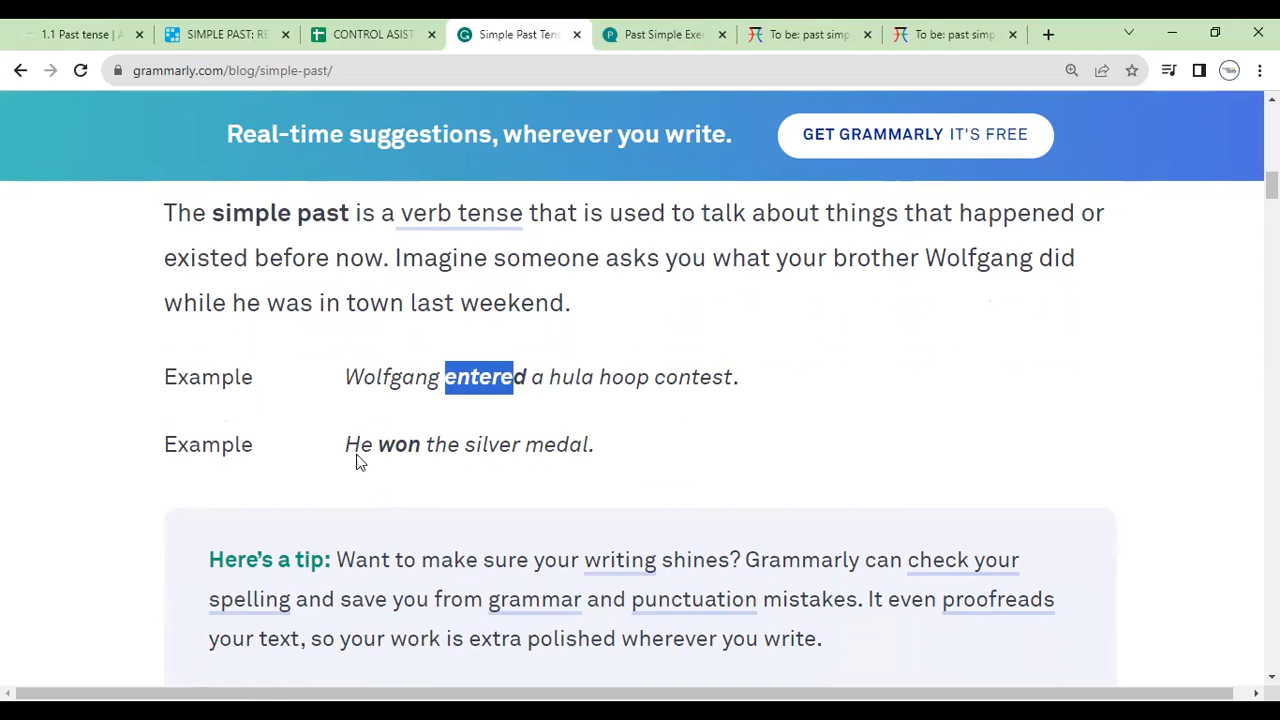 1.1 Past tense | A
SIMPLE PAST: RE
CONTROL ASIST
Simple Past Ten
Past Simple Exe
To be: past simp
To be: past simp
grammarly.com/blog/simple-past/
Real-time suggestions, wherever you write.
GET GRAMMARLY IT'S FREE
The simple past is a verb tense that is used to talk about things that happened or
existed before now. Imagine someone asks you what your brother Wolfgang did
while he was in town last weekend.
Example Wolfgang entered a hula hoop contest.
Example He won the silver medal.
Here's a tip: Want to make sure your writing shines? Grammarly can check your
spelling and save you from grammar and punctuation mistakes. It even proofreads
your text, so your work is extra polished wherever you write.